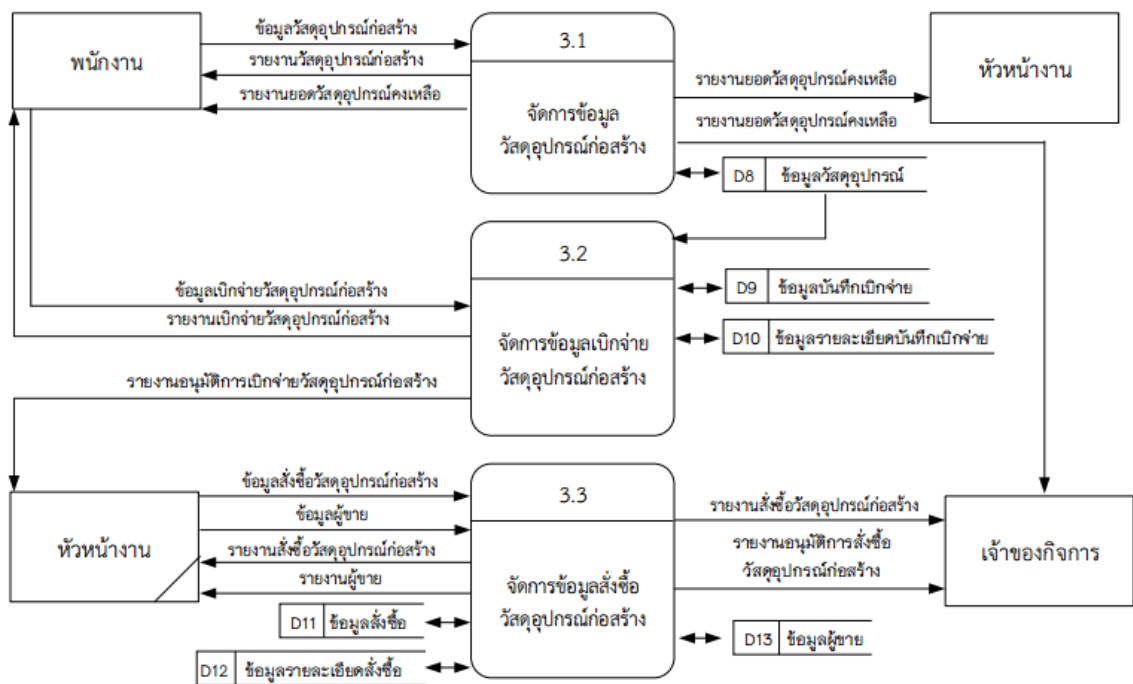 พนักงาน
ข้อมูลวัสดุอุปกรณ์ก่อสร้าง
รายงานวัสดุอุปกรณ์ก่อสร้าง
รายงานยอดวัสดุอุปกรณ์คงเหลือ
3.1
จัดการข้อมูล
วัสดุอุปกรณ์ก่อสร้าง
รายงานยอดวัสดุอุปกรณ์คงเหลือ
รายงานยอดวัสดุอุปกรณ์คงเหลือ
หัวหน้างาน
D8 ข้อมูลวัสดุอุปกรณ์
3.2
จัดการข้อมูลเบิกจ่าย
วัสดุอุปกรณ์ก่อสร้าง
ข้อมูลเบิกจ่ายวัสดุอุปกรณ์ก่อสร้าง
รายงานเบิกจ่ายวัสดุอุปกรณ์ก่อสร้าง
D9 ข้อมูลบันทึกเบิกจ่าย
D10 ข้อมูลรายละเอียดบันทึกเบิกจ่าย
รายงานอนุมัติการเบิกจ่ายวัสดุอุปกรณ์ก่อสร้าง
หัวหน้างาน
ข้อมูลสั่งซื้อวัสดุอุปกรณ์ก่อสร้าง
ข้อมูลผู้ขาย
รายงานสั่งซื้อวัสดุอุปกรณ์ก่อสร้าง
รายงานผู้ขาย
3.3
จัดการข้อมูลสั่งซื้อ
วัสดุอุปกรณ์ก่อสร้าง
รายงานสั่งซื้อวัสดุอุปกรณ์ก่อสร้าง
รายงานอนุมัติการสั่งซื้อ
วัสดุอุปกรณ์ก่อสร้าง
เจ้าของกิจการ
D11 ข้อมูลสั่งซื้อ
D13 ข้อมูลผู้ขาย
D12 ข้อมูลรายละเอียดสั่งซื้อ